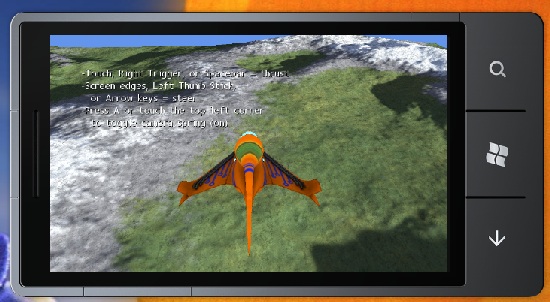 -Touch, Right Trigger, or Spacebar = thrust
-Screen edges, Left Thumb Stick,
or Arrow keys = steer
-Press A or touch the top left corner
to toggle camera spring (on)